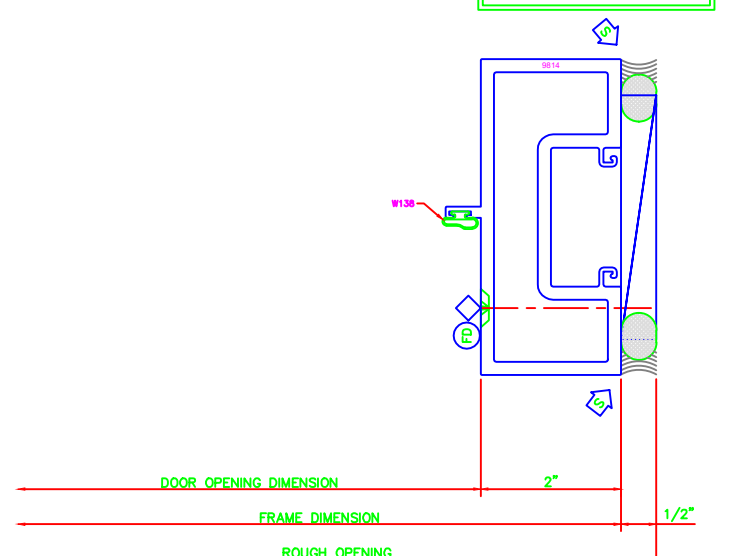 S
9814
W138
FD
S
DOOR OPENING DIMENSION
2"
FRAME DIMENSION
1/2"
ROUGH OPENING